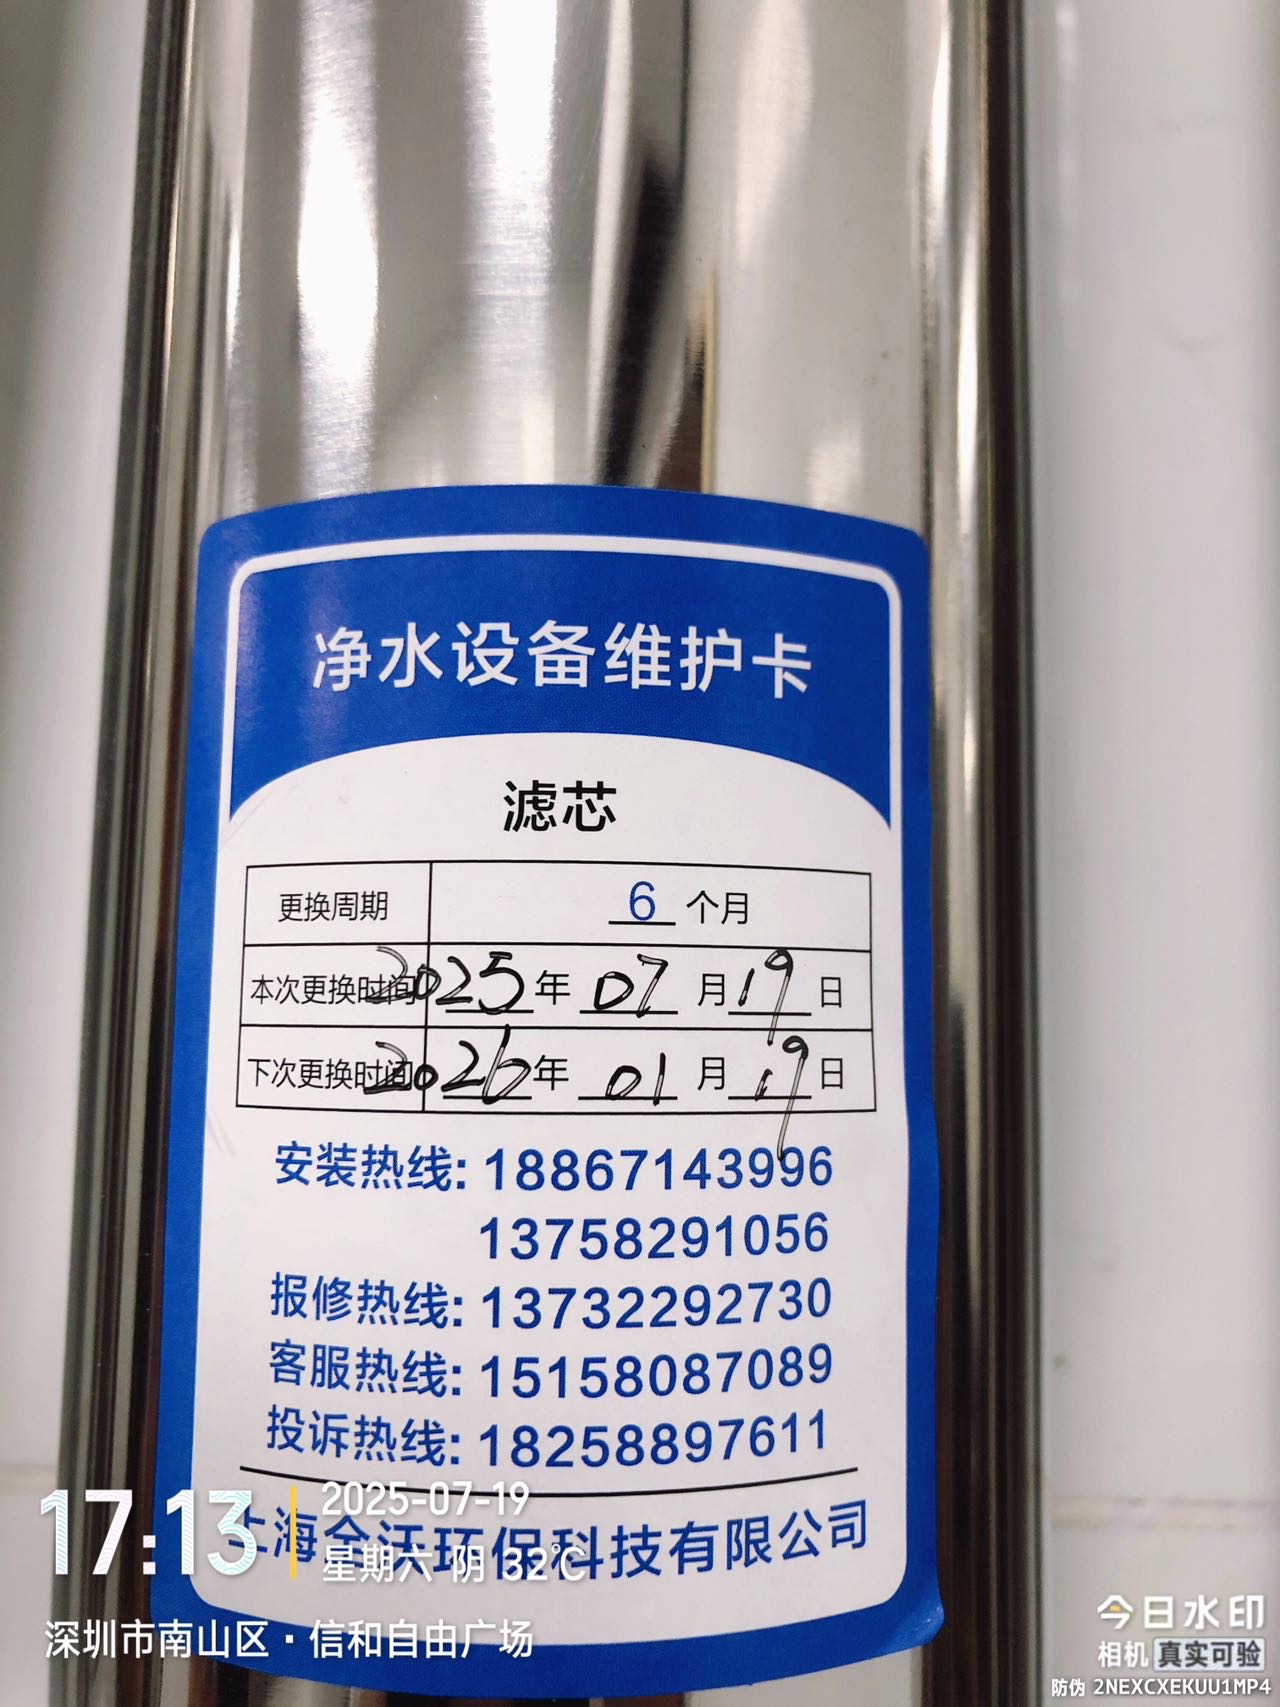 净水设备维护卡
滤芯
更换周期 6 个月
本次更换时间 2025 年 07 月 19 日
下次更换时间 2026 年 01 月 19 日
安装热线: 18867143996
13758291056
报修热线: 13732292730
客服热线: 15158087089
投诉热线: 18258897611
上海全沃环保科技有限公司
17:13
2025-07-19
星期六 阴 32℃
深圳市南山区·信和自由广场
今日水印
相机 真实可验
防伪 2NEXCXEKUU1MP4